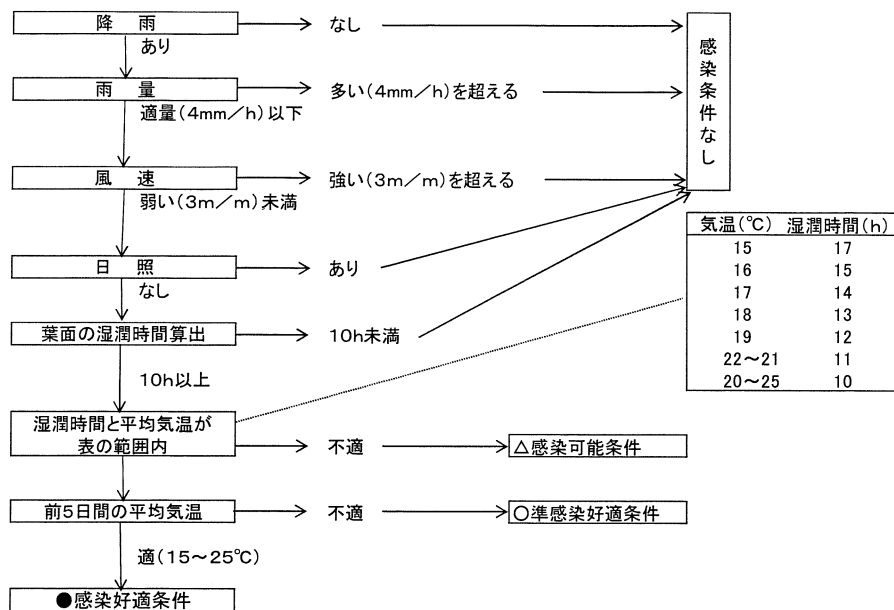 降　雨
なし
あり
雨　量
多い（4mm／h）を超える
適量（4mm／h）以下
風　速
強い（3m／m）を超える
弱い（3m／m）未満
日　照
あり
なし
葉面の湿潤時間算出
10h未満
10h以上
湿潤時間と平均気温が
表の範囲内
不適
△感染可能条件
前5日間の平均気温
不適
○準感染好適条件
適（15～25℃）
●感染好適条件
感染条件なし
気温（℃）　湿潤時間（h）
15　17
16　15
17　14
18　13
19　12
22～21　11
20～25　10